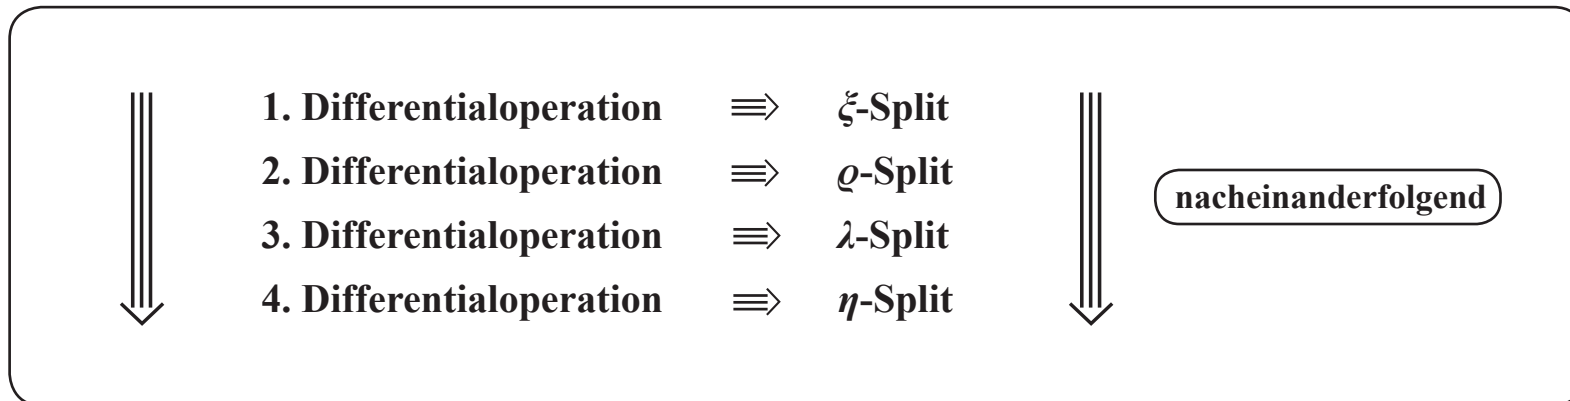 1. Differentialoperation ⇛ ξ-Split
2. Differentialoperation ⇛ ϱ-Split
nacheinanderfolgend
3. Differentialoperation ⇛ λ-Split
4. Differentialoperation ⇛ η-Split